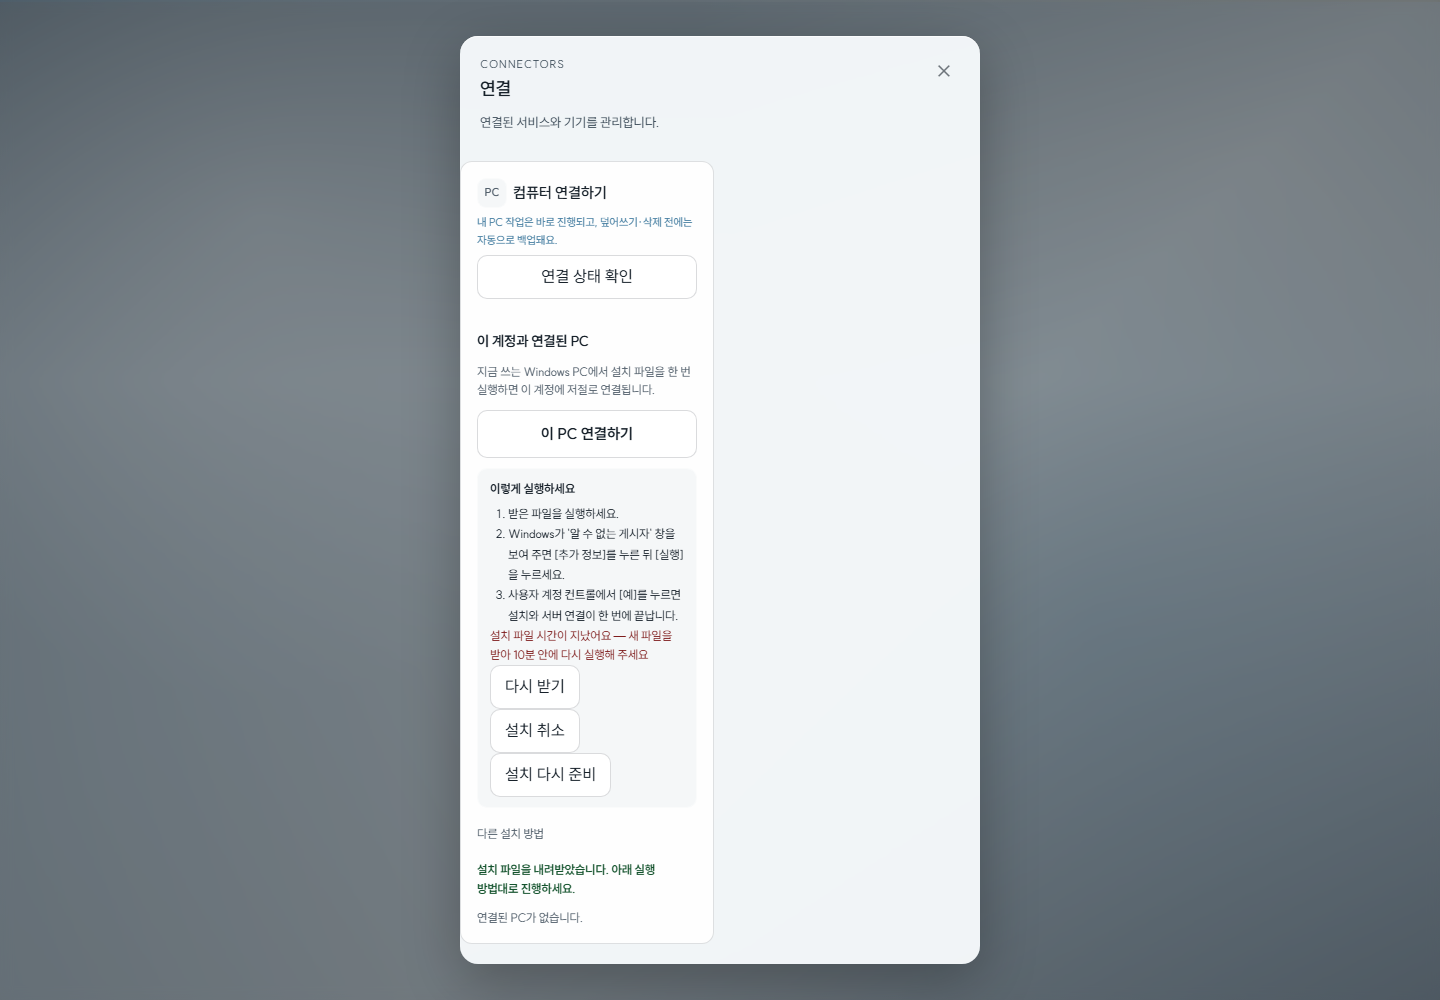 CONNECTORS
연결
연결된 서비스와 기기를 관리합니다.
PC 컴퓨터 연결하기
내 PC 작업은 바로 진행되고, 덮어쓰기·삭제 전에는
자동으로 백업돼요.
연결 상태 확인
이 계정과 연결된 PC
지금 쓰는 Windows PC에서 설치 파일을 한 번
실행하면 이 계정에 저절로 연결됩니다.
이 PC 연결하기
이렇게 실행하세요
1. 받은 파일을 실행하세요.
2. Windows가 '알 수 없는 게시자' 창을
보여 주면 [추가 정보]를 누른 뒤 [실행]
을 누르세요.
3. 사용자 계정 컨트롤에서 [예]를 누르면
설치와 서버 연결이 한 번에 끝납니다.
설치 파일 시간이 지났어요 — 새 파일을
받아 10분 안에 다시 실행해 주세요
다시 받기
설치 취소
설치 다시 준비
다른 설치 방법
설치 파일을 내려받았습니다. 아래 실행
방법대로 진행하세요.
연결된 PC가 없습니다.